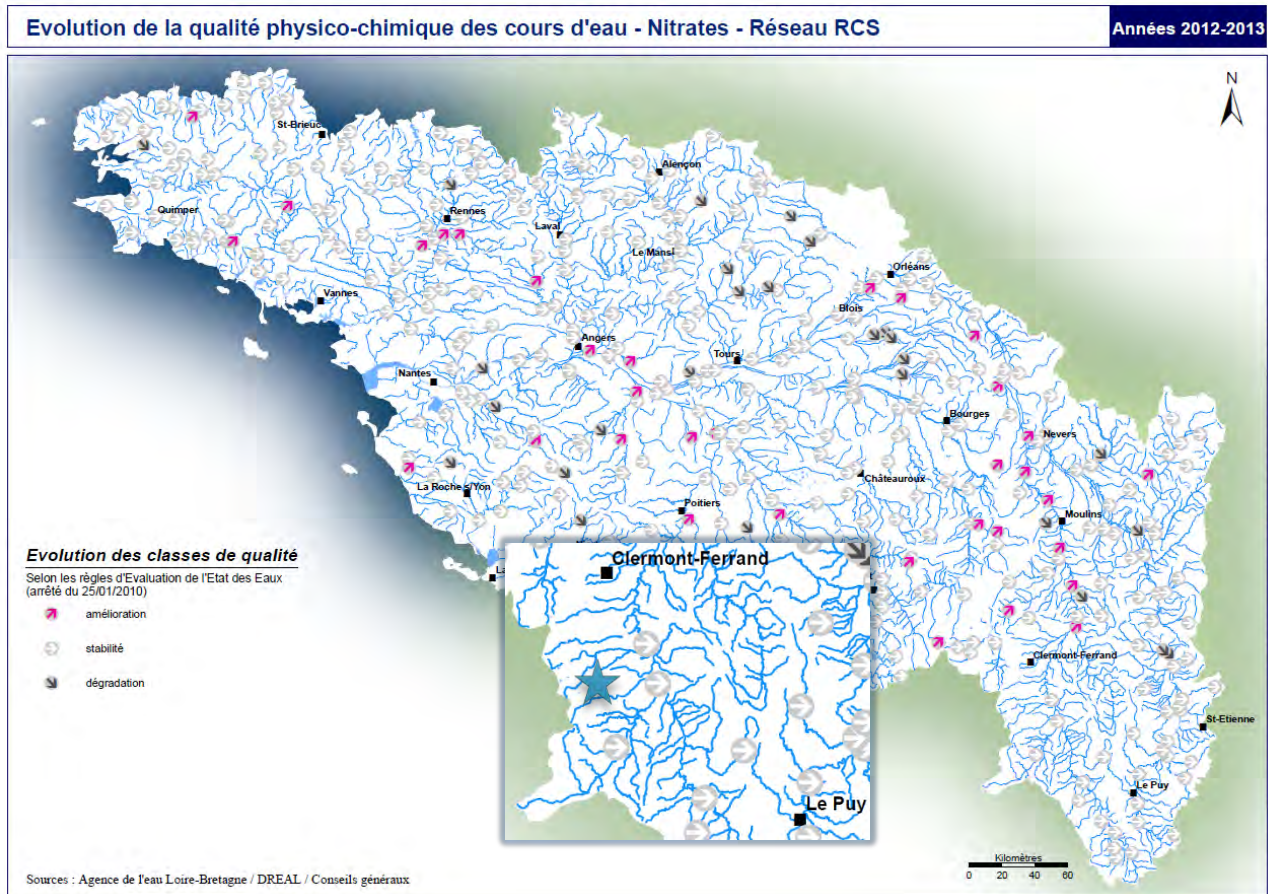 Evolution de la qualité physico-chimique des cours d'eau - Nitrates - Réseau RCS
Années 2012-2013
N
St-Brieuc
Alençon
Quimper
Rennes
Laval
Le Mans
Orléans
Vannes
Blois
Angers
Tours
Nantes
Bourges
Nevers
Châteauroux
La Roche s/Yon
Poitiers
Moulins
Evolution des classes de qualité
Selon les règles d'Evaluation de l'Etat des Eaux
(arrêté du 25/01/2010)
amélioration
stabilité
dégradation
La
Clermont-Ferrand
Le Puy
Clermont-Ferrand
St-Etienne
Le Puy
Kilomètres
0 20 40 60
Sources : Agence de l'eau Loire-Bretagne / DREAL / Conseils généraux